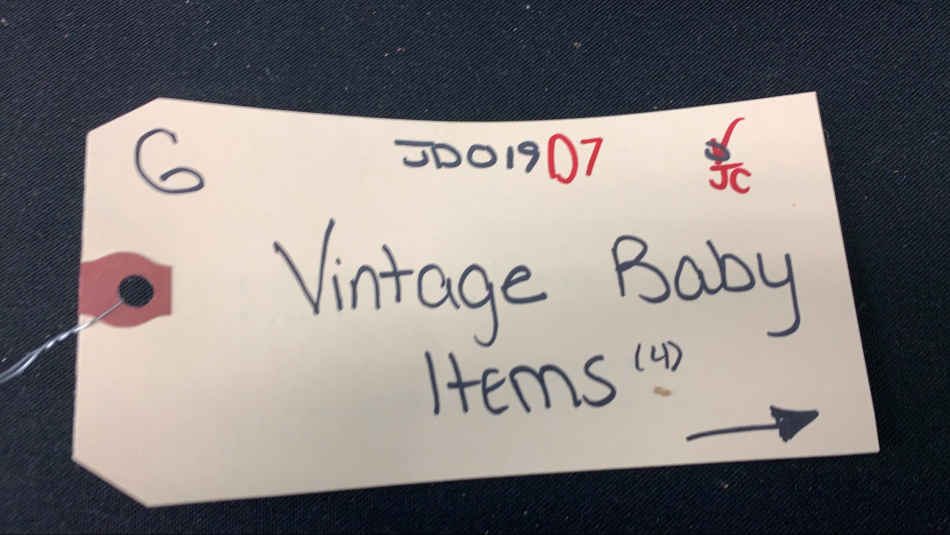 G JD019D7 ✓
JC
Vintage Baby
Items (4)